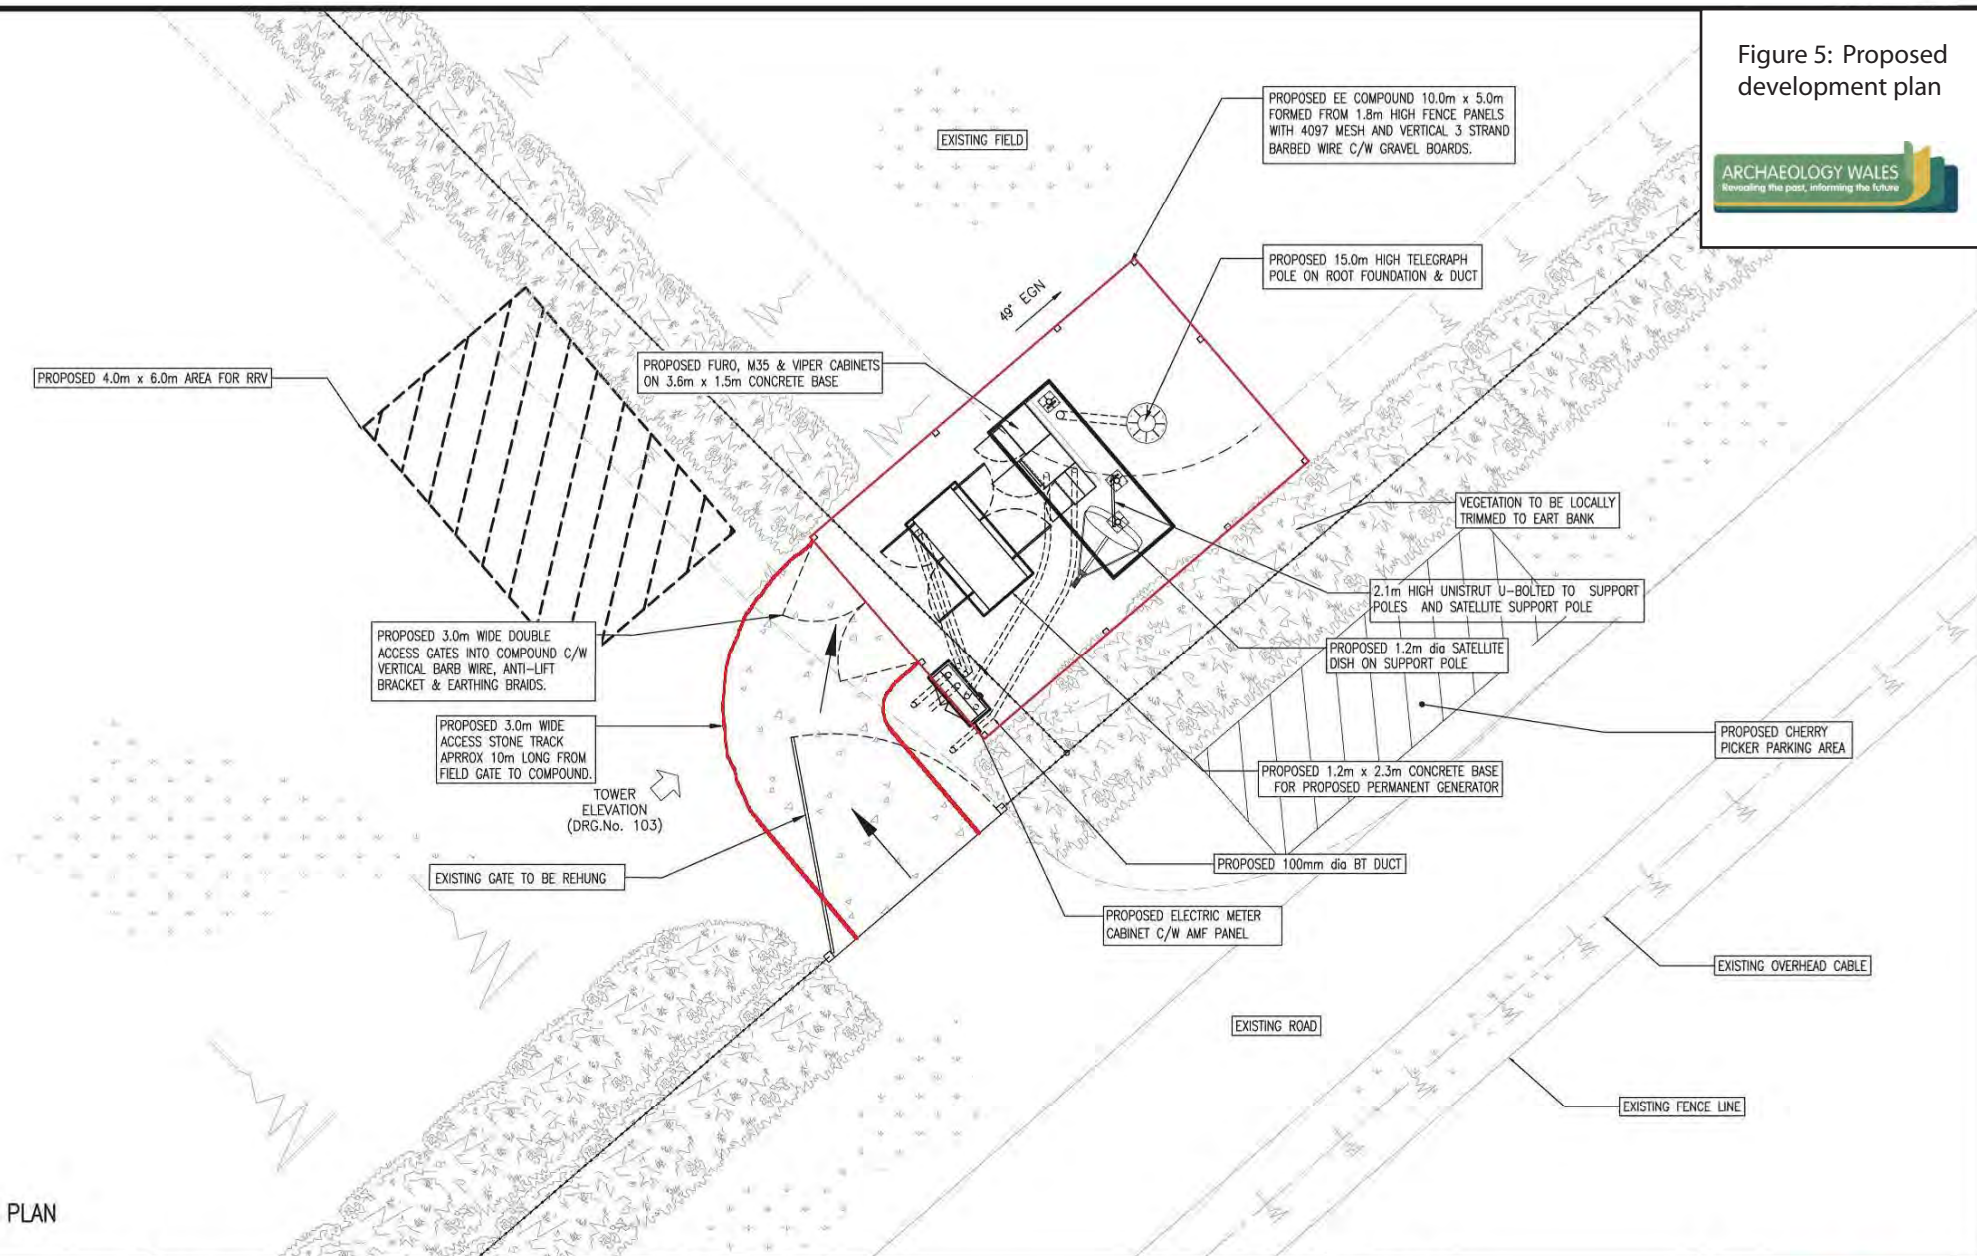 Figure 5: Proposed
development plan
ARCHAEOLOGY WALES
Revealing the past, informing the future
EXISTING FIELD
PROPOSED EE COMPOUND 10.0m x 5.0m
FORMED FROM 1.8m HIGH FENCE PANELS
WITH 4097 MESH AND VERTICAL 3 STRAND
BARBED WIRE C/W GRAVEL BOARDS.
PROPOSED 15.0m HIGH TELEGRAPH
POLE ON ROOT FOUNDATION & DUCT
49° EGN
PROPOSED FURO, M35 & VIPER CABINETS
ON 3.6m x 1.5m CONCRETE BASE
PROPOSED 4.0m x 6.0m AREA FOR RRV
VEGETATION TO BE LOCALLY
TRIMMED TO EART BANK
2.1m HIGH UNISTRUT U-BOLTED TO SUPPORT
POLES AND SATELLITE SUPPORT POLE
PROPOSED 1.2m dia SATELLITE
DISH ON SUPPORT POLE
PROPOSED 3.0m WIDE DOUBLE
ACCESS GATES INTO COMPOUND C/W
VERTICAL BARB WIRE, ANTI-LIFT
BRACKET & EARTHING BRAIDS.
PROPOSED 3.0m WIDE
ACCESS STONE TRACK
APRROX 10m LONG FROM
FIELD GATE TO COMPOUND.
PROPOSED CHERRY
PICKER PARKING AREA
PROPOSED 1.2m x 2.3m CONCRETE BASE
FOR PROPOSED PERMANENT GENERATOR
TOWER
ELEVATION
(DRG.No. 103)
PROPOSED 100mm dia BT DUCT
EXISTING GATE TO BE REHUNG
PROPOSED ELECTRIC METER
CABINET C/W AMF PANEL
EXISTING OVERHEAD CABLE
EXISTING ROAD
EXISTING FENCE LINE
PLAN